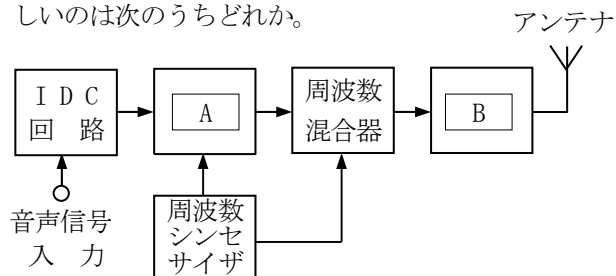 しいのは次のうちどれか。
アンテナ
ＩＤＣ
回 路
A
周波数
混合器
B
音声信号
入 力
周波数
シンセ
サイザ